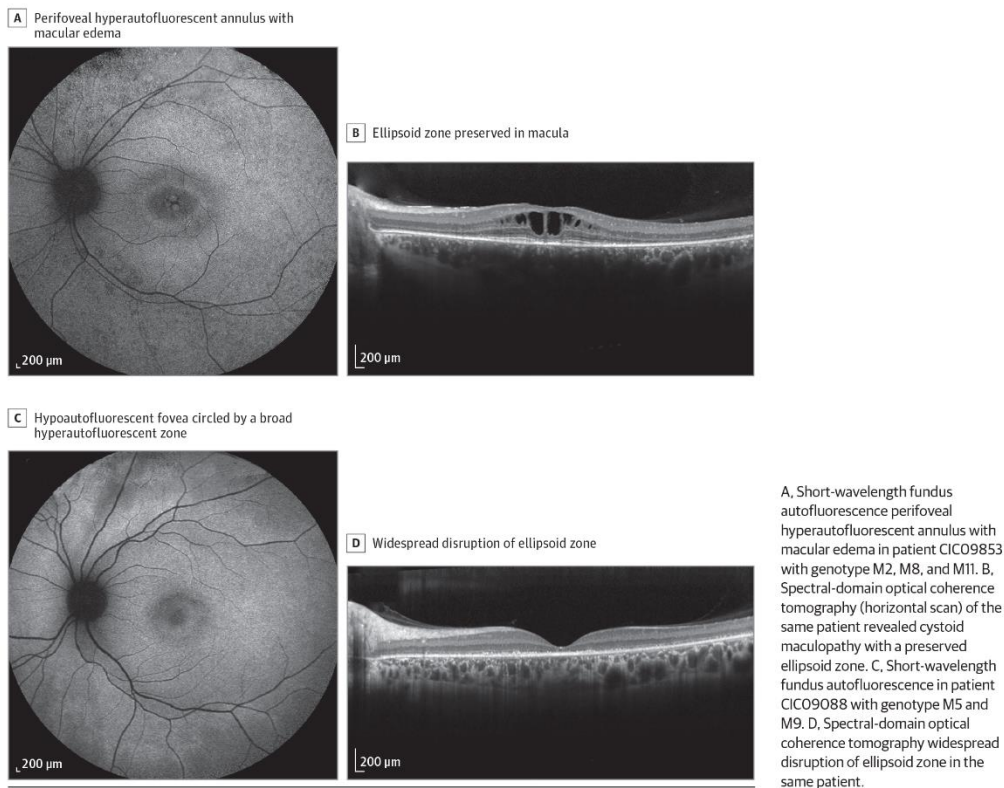 A Perifoveal hyperautofluorescent annulus with
macular edema
B Ellipsoid zone preserved in macula
200 μm
200 μm
C Hypoautofluorescent fovea circled by a broad
hyperautofluorescent zone
D Widespread disruption of ellipsoid zone
200 μm
200 μm
A, Short-wavelength fundus
autofluorescence perifoveal
hyperautofluorescent annulus with
macular edema in patient CIC09853
with genotype M2, M8, and M11. B,
Spectral-domain optical coherence
tomography (horizontal scan) of the
same patient revealed cystoid
maculopathy with a preserved
ellipsoid zone. C, Short-wavelength
fundus autofluorescence in patient
CIC09088 with genotype M5 and
M9. D, Spectral-domain optical
coherence tomography widespread
disruption of ellipsoid zone in the
same patient.